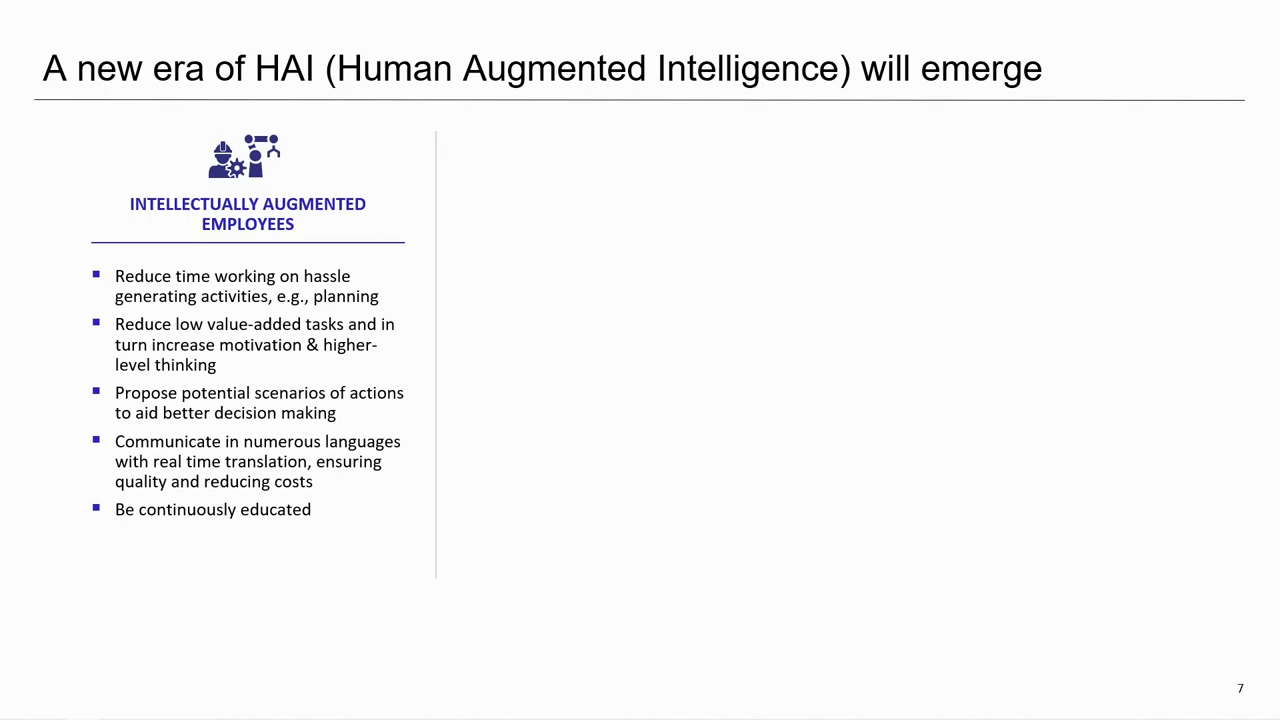 A new era of HAI (Human Augmented Intelligence) will emerge
INTELLECTUALLY AUGMENTED
EMPLOYEES
▪ Reduce time working on hassle
generating activities, e.g., planning
▪ Reduce low value-added tasks and in
turn increase motivation & higher-
level thinking
▪ Propose potential scenarios of actions
to aid better decision making
▪ Communicate in numerous languages
with real time translation, ensuring
quality and reducing costs
▪ Be continuously educated
7